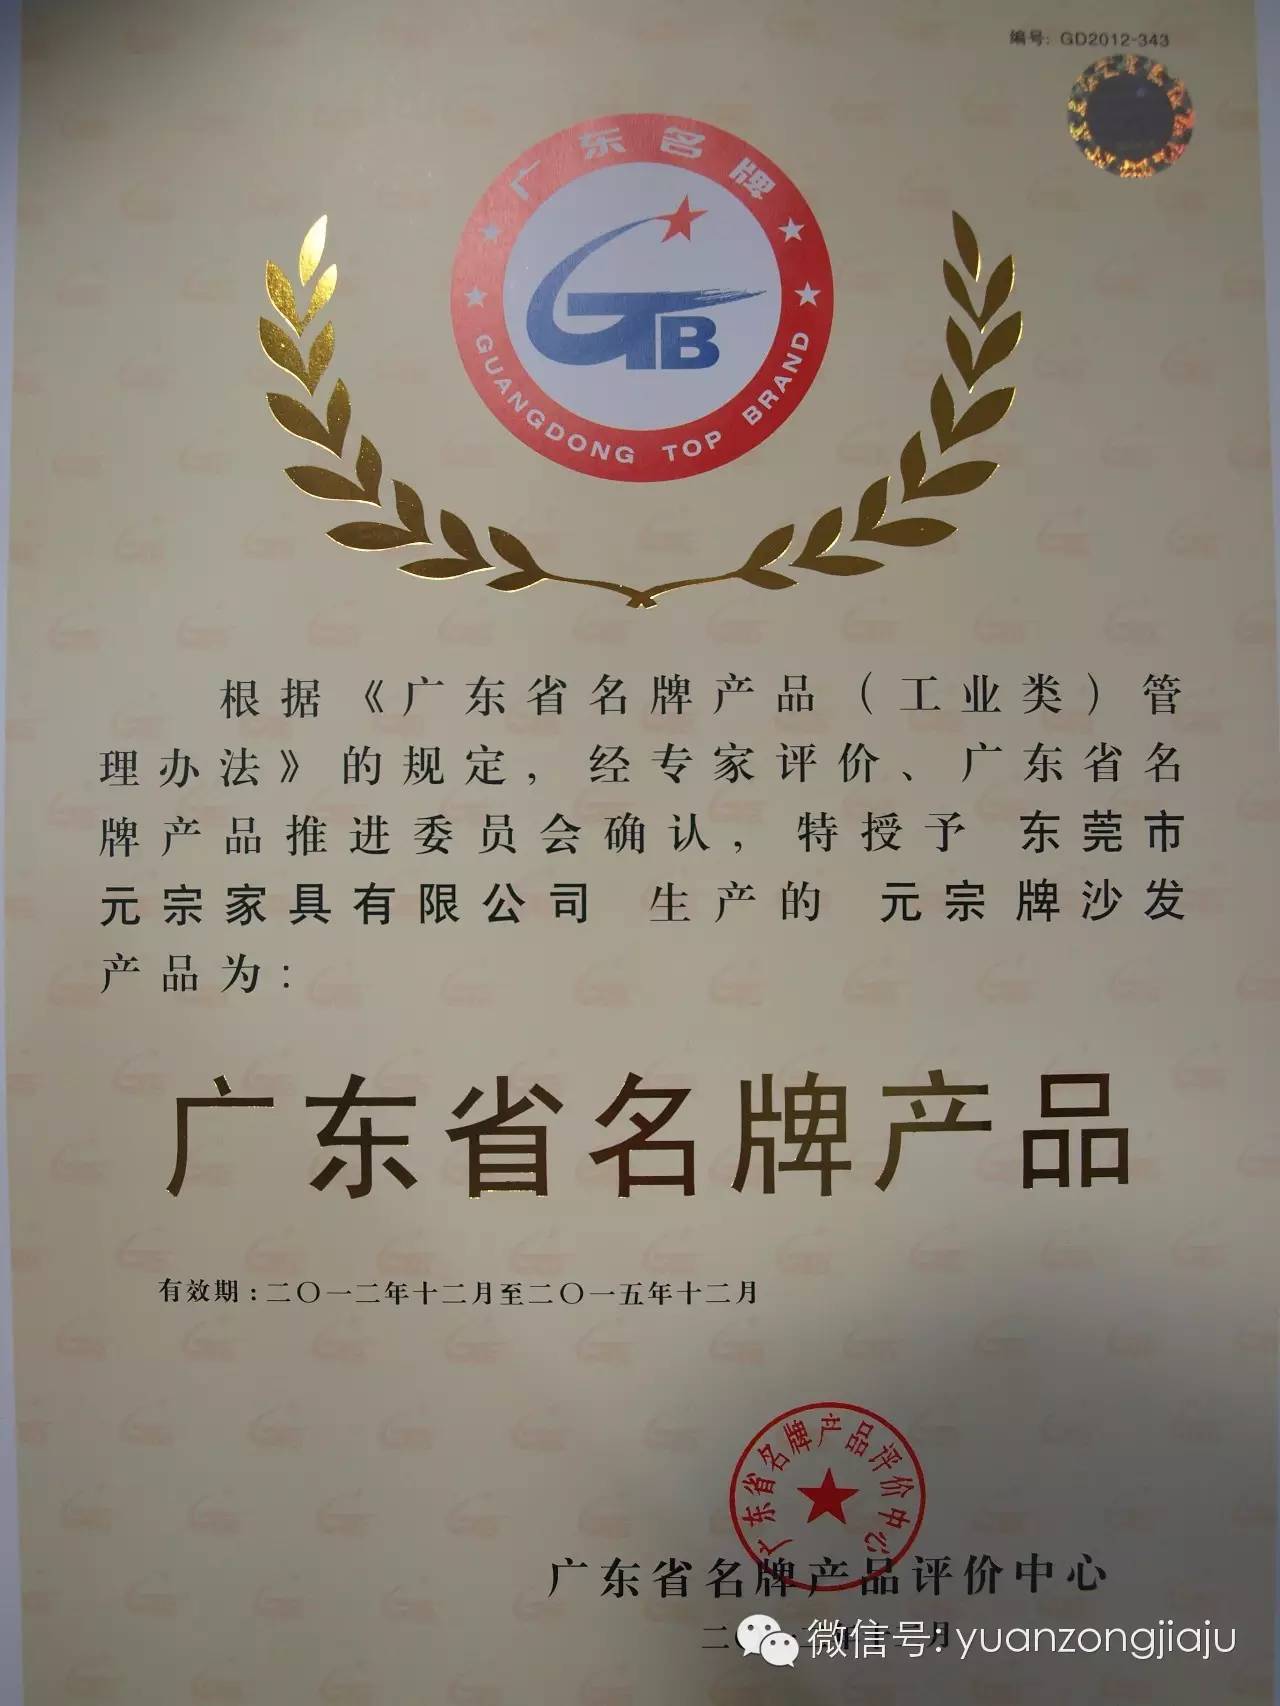 编号: GD2012-343
广东名牌
GTB
GUANGDONG TOP BRAND
根据《广东省名牌产品（工业类）管
理办法》的规定，经专家评价、广东省名
牌产品推进委员会确认，特授予 东莞市
元宗家具有限公司 生产的 元宗牌沙发
产品为：
广东省名牌产品
有效期：二〇一二年十二月至二〇一五年十二月
广东省名牌产品评价中心
广东省名牌产品评价中心
微信号: yuanzongjiaju